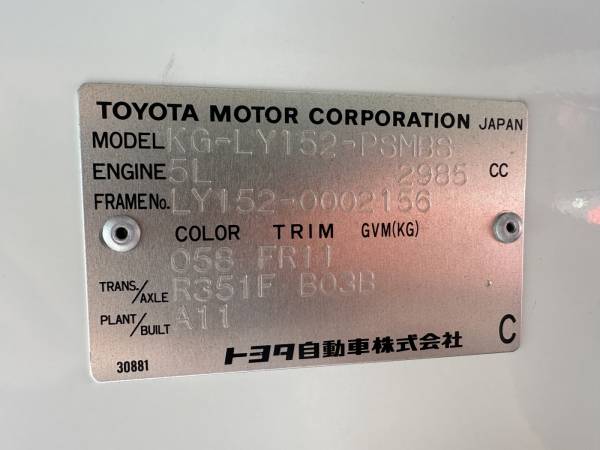 TOYOTA MOTOR CORPORATION JAPAN
MODEL KG-LY152-PSMBS
ENGINE 5L 2985 CC
FRAME No. LY152-0002156
COLOR TRIM GVM(KG)
058 FR11
TRANS./AXLE R351F B03B
PLANT/BUILT A11
30881 トヨタ自動車株式会社 C